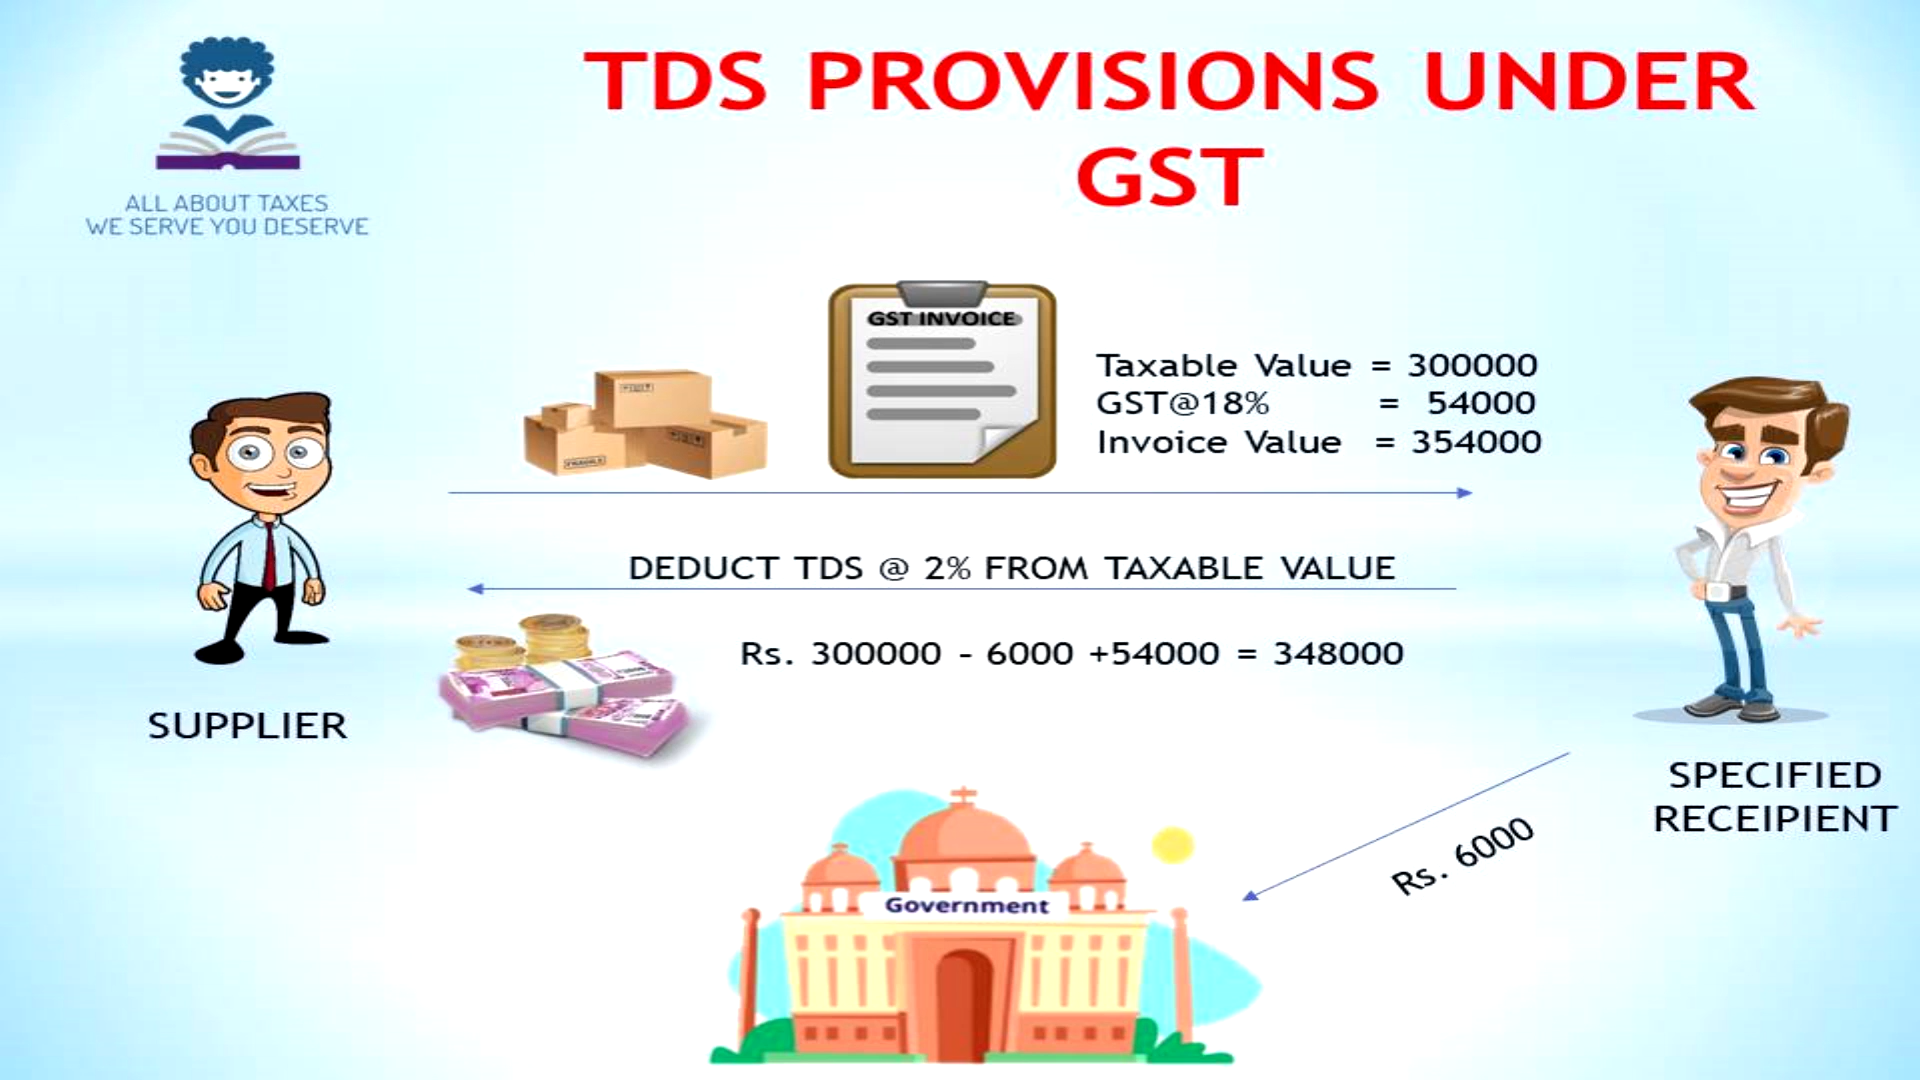 TDS PROVISIONS UNDER
GST
ALL ABOUT TAXES
WE SERVE YOU DESERVE
GST INVOICE
Taxable Value = 300000
GST@18% = 54000
Invoice Value = 354000
FRAGILE
DEDUCT TDS @ 2% FROM TAXABLE VALUE
Rs. 300000 - 6000 +54000 = 348000
SUPPLIER
SPECIFIED
RECEIPIENT
Rs. 6000
Government